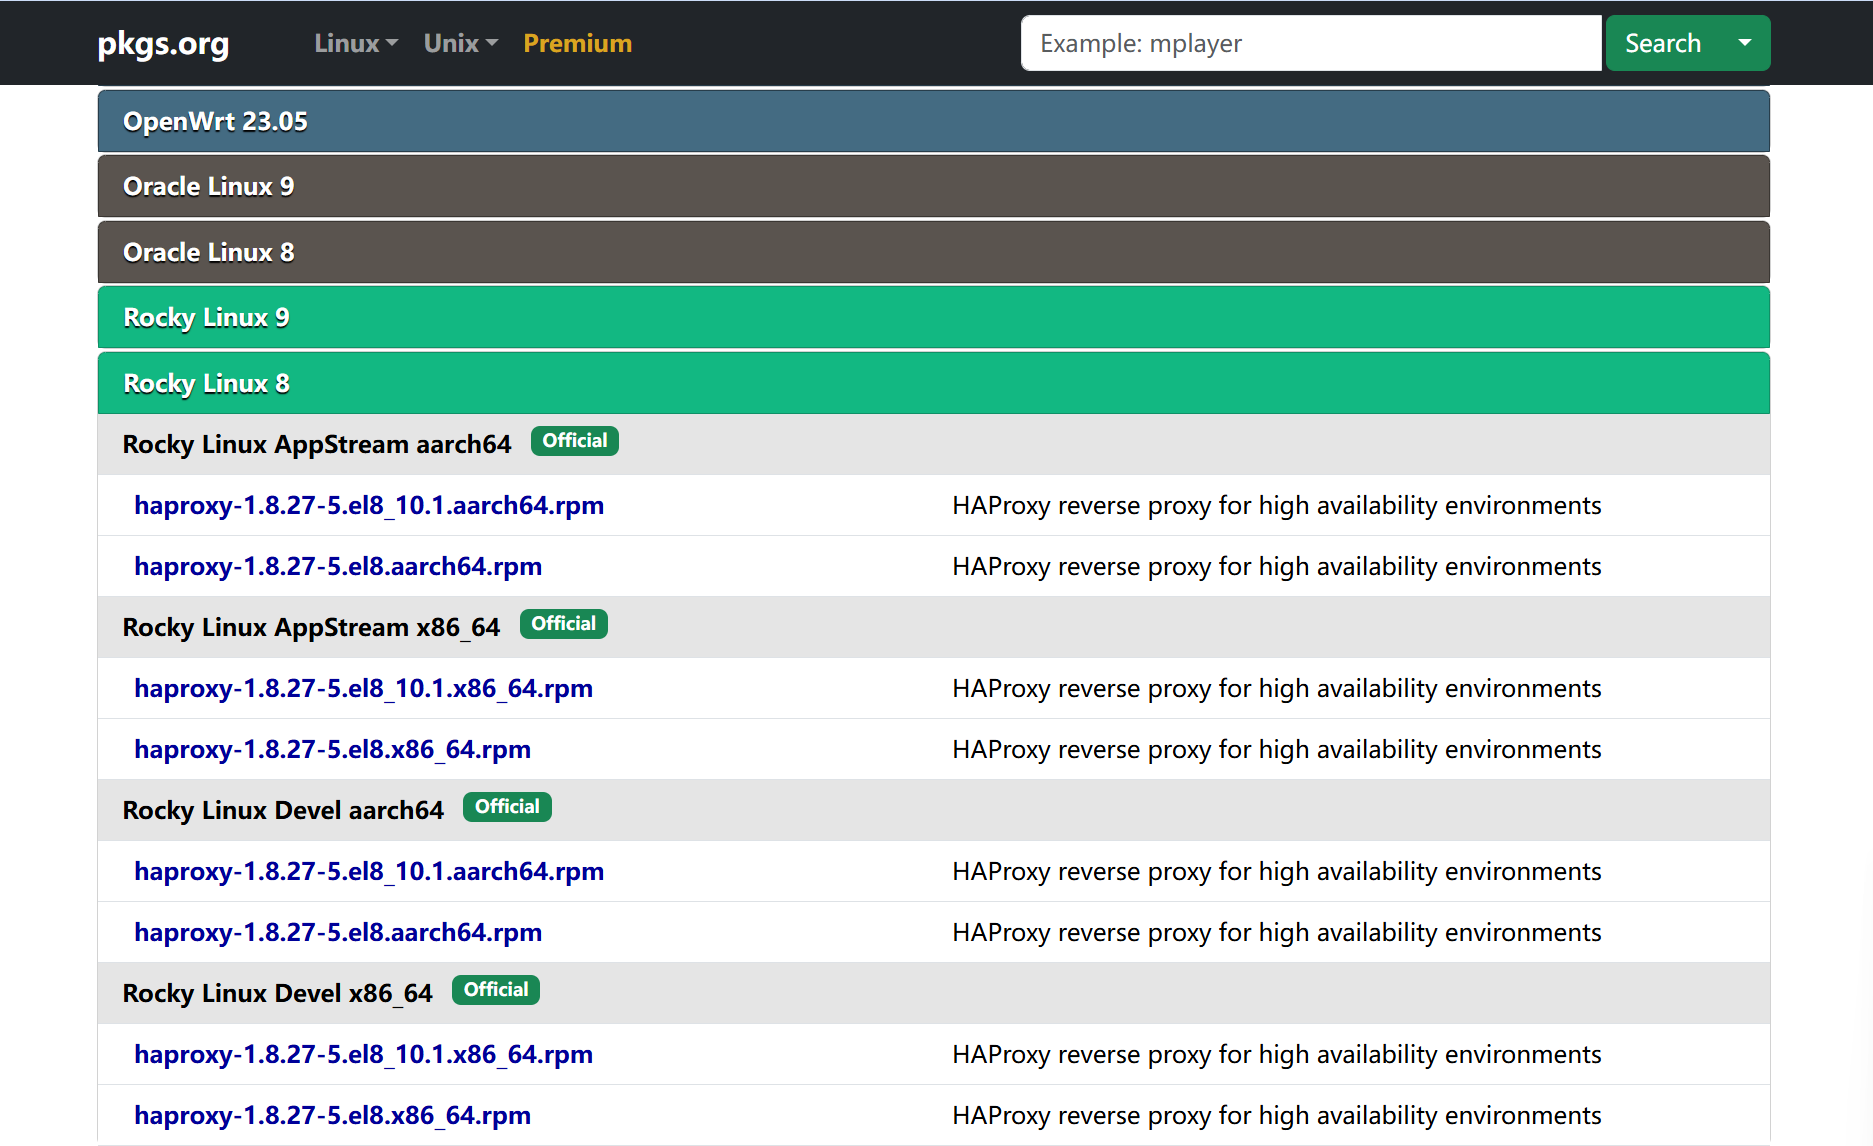 pkgs.org Linux Unix Premium Example: mplayer Search
OpenWrt 23.05
Oracle Linux 9
Oracle Linux 8
Rocky Linux 9
Rocky Linux 8
Rocky Linux AppStream aarch64 Official
haproxy-1.8.27-5.el8_10.1.aarch64.rpm HAProxy reverse proxy for high availability environments
haproxy-1.8.27-5.el8.aarch64.rpm HAProxy reverse proxy for high availability environments
Rocky Linux AppStream x86_64 Official
haproxy-1.8.27-5.el8_10.1.x86_64.rpm HAProxy reverse proxy for high availability environments
haproxy-1.8.27-5.el8.x86_64.rpm HAProxy reverse proxy for high availability environments
Rocky Linux Devel aarch64 Official
haproxy-1.8.27-5.el8_10.1.aarch64.rpm HAProxy reverse proxy for high availability environments
haproxy-1.8.27-5.el8.aarch64.rpm HAProxy reverse proxy for high availability environments
Rocky Linux Devel x86_64 Official
haproxy-1.8.27-5.el8_10.1.x86_64.rpm HAProxy reverse proxy for high availability environments
haproxy-1.8.27-5.el8.x86_64.rpm HAProxy reverse proxy for high availability environments